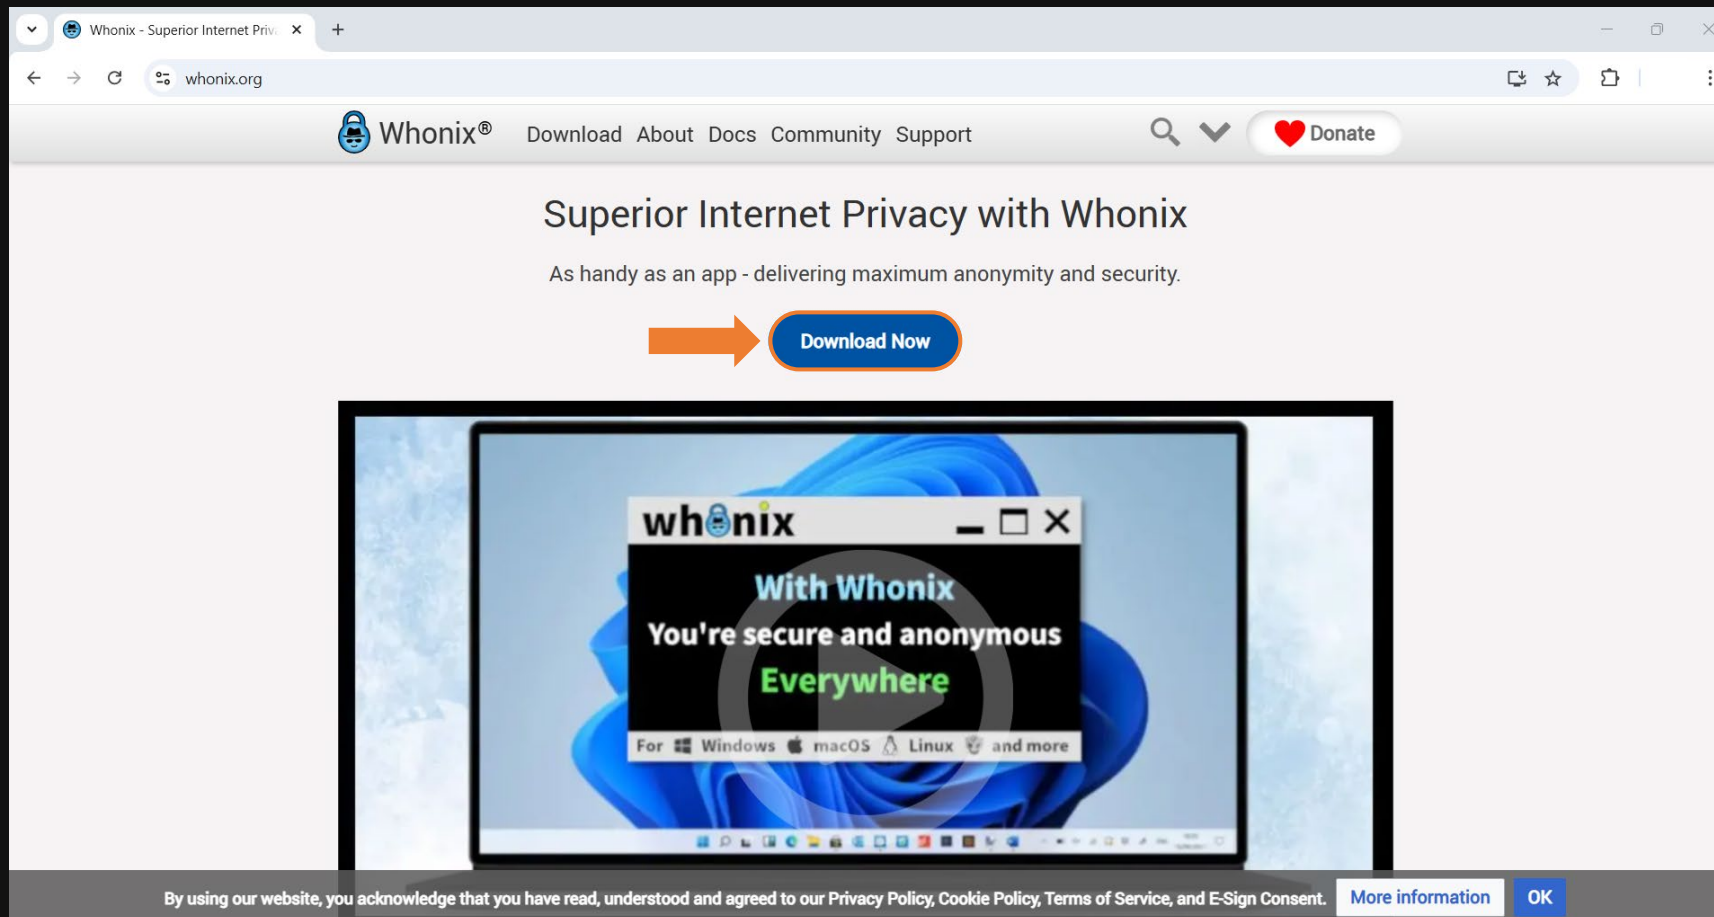 Whonix - Superior Internet Priv
whonix.org
Whonix®
Download About Docs Community Support
Donate
Superior Internet Privacy with Whonix
As handy as an app - delivering maximum anonymity and security.
Download Now
whonix
With Whonix
You're secure and anonymous
Everywhere
For Windows macOS Linux and more
By using our website, you acknowledge that you have read, understood and agreed to our Privacy Policy, Cookie Policy, Terms of Service, and E-Sign Consent.
More information
OK